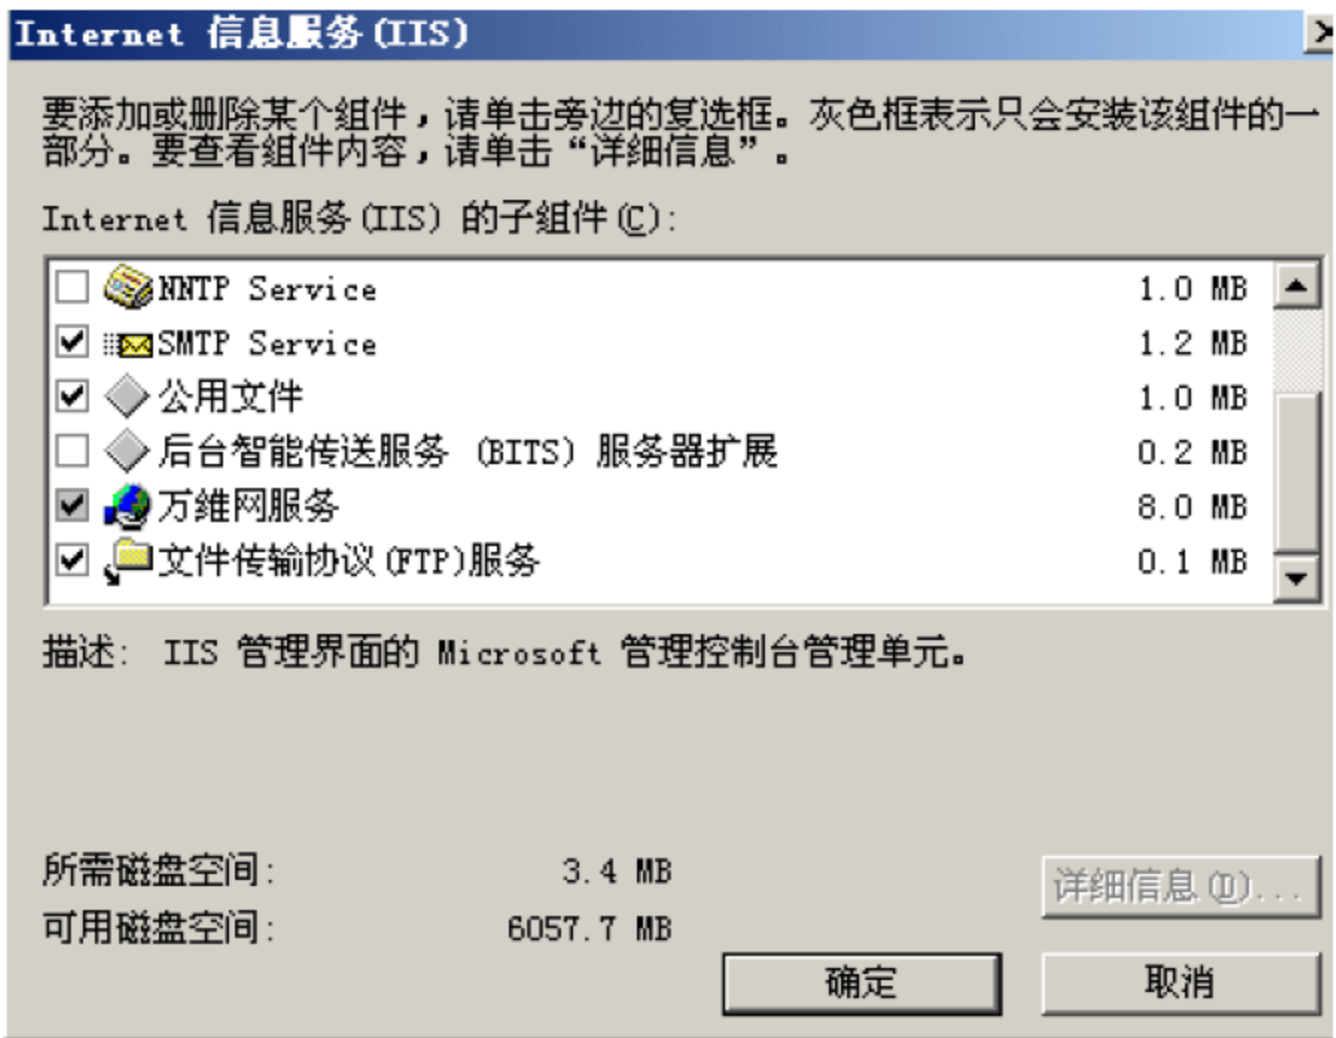 Internet 信息服务(IIS)
要添加或删除某个组件，请单击旁边的复选框。灰色框表示只会安装该组件的一
部分。要查看组件内容，请单击“详细信息”。
Internet 信息服务(IIS) 的子组件(C):
NNTP Service 1.0 MB
SMTP Service 1.2 MB
公用文件 1.0 MB
后台智能传送服务 (BITS) 服务器扩展 0.2 MB
万维网服务 8.0 MB
文件传输协议(FTP)服务 0.1 MB
描述: IIS 管理界面的 Microsoft 管理控制台管理单元。
所需磁盘空间: 3.4 MB
详细信息(D)...
可用磁盘空间: 6057.7 MB
确定 取消